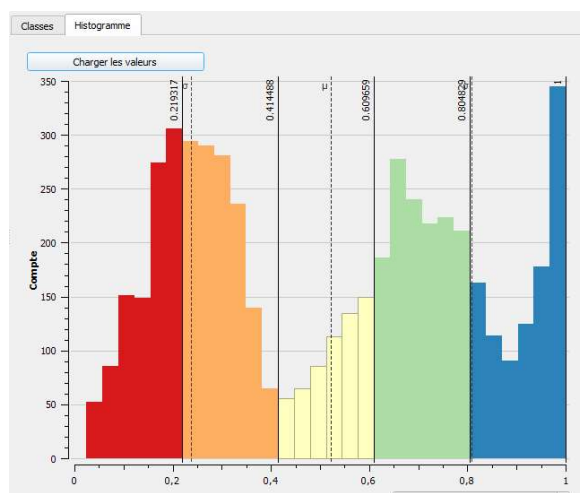 Classes Histogramme
Charger les valeurs
350
300
250
200
150
100
50
0
Compte
0.219317
σ
0.414488
μ
0.609659
0.804829
σ
1
0 0,2 0,4 0,6 0,8 1